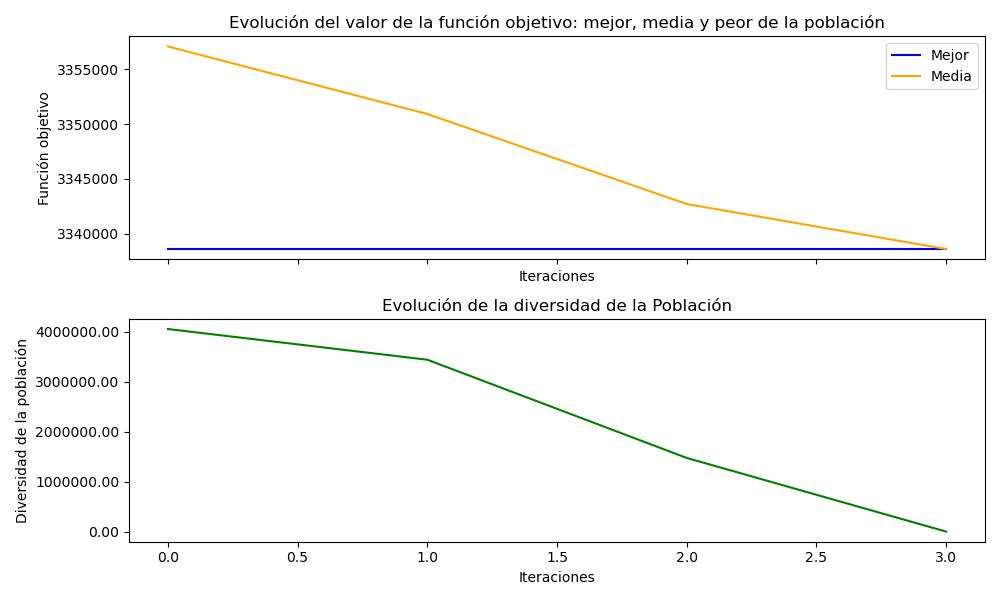 Evolución del valor de la función objetivo: mejor, media y peor de la población
Función objetivo
3355000
3350000
3345000
3340000
Mejor
Media
Iteraciones
Evolución de la diversidad de la Población
Diversidad de la población
4000000.00
3000000.00
2000000.00
1000000.00
0.00
0.0 0.5 1.0 1.5 2.0 2.5 3.0
Iteraciones